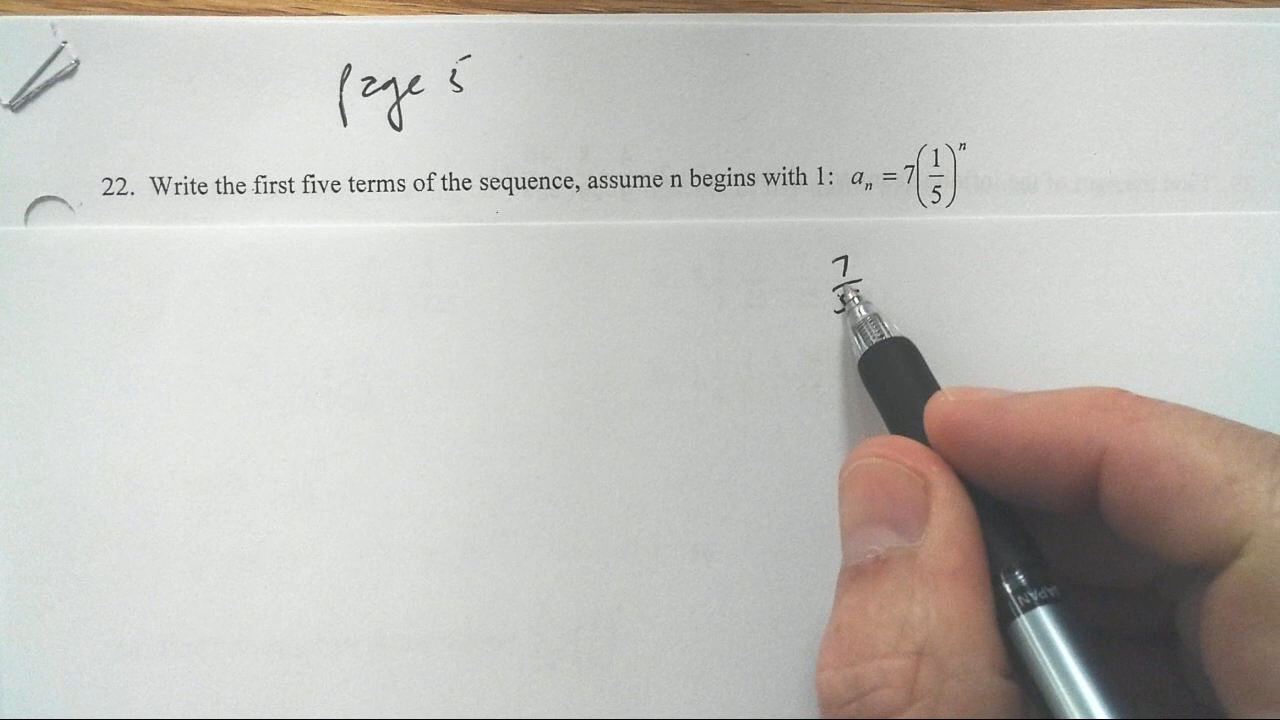 page 5
22. Write the first five terms of the sequence, assume n begins with 1: aₙ = 7(1/5)ⁿ
7/5
JAPAN